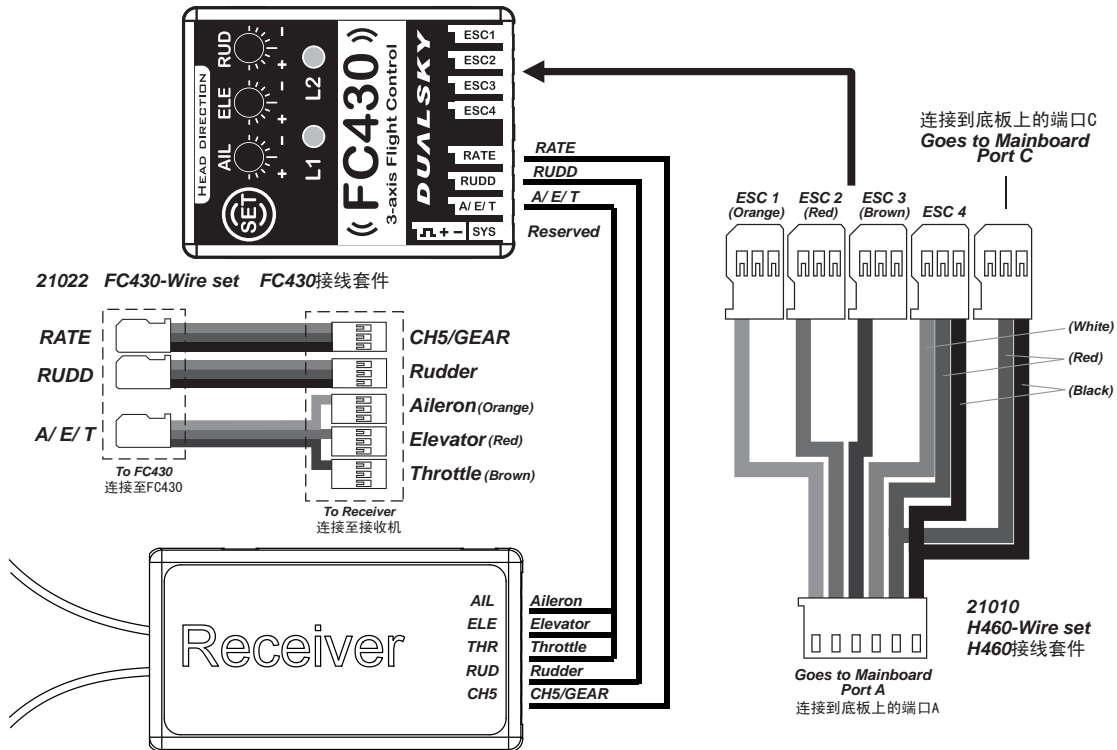 RUD
ELE
AIL
HEAD DIRECTION
- +
- +
- +
L2
L1
SET
FC430
3-axis Flight Control
DUALSKY
ESC1
ESC2
ESC3
ESC4
RATE
RUDD
A/ E/ T
+ - SYS
RATE
RUDD
A/ E/ T
Reserved
连接到底板上的端口C
Goes to Mainboard
Port C
ESC 1
(Orange)
ESC 2
(Red)
ESC 3
(Brown)
ESC 4
(White)
(Red)
(Black)
21022 FC430-Wire set FC430接线套件
RATE
RUDD
A/ E/ T
To FC430
连接至FC430
CH5/GEAR
Rudder
Aileron (Orange)
Elevator (Red)
Throttle (Brown)
To Receiver
连接至接收机
Receiver
AIL
ELE
THR
RUD
CH5
Aileron
Elevator
Throttle
Rudder
CH5/GEAR
21010
H460-Wire set
H460接线套件
Goes to Mainboard
Port A
连接到底板上的端口A